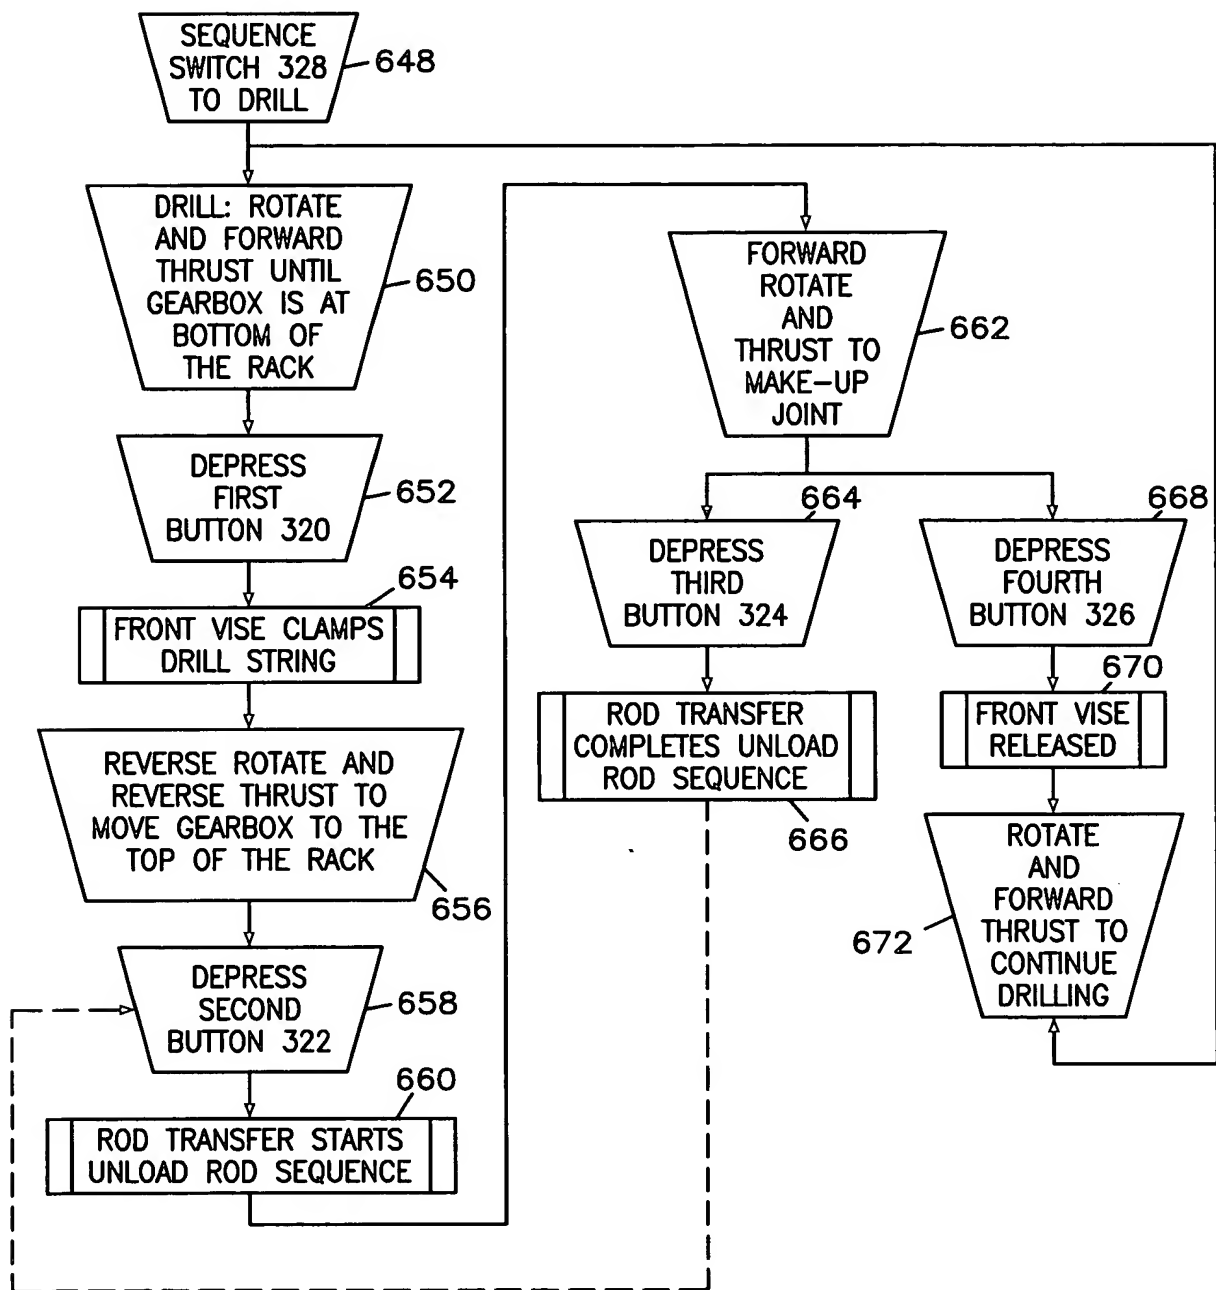 SEQUENCE
SWITCH 328
TO DRILL
648
DRILL: ROTATE
AND FORWARD
THRUST UNTIL
GEARBOX IS AT
BOTTOM OF
THE RACK
650
DEPRESS
FIRST
BUTTON 320
652
654
FRONT VISE CLAMPS
DRILL STRING
REVERSE ROTATE AND
REVERSE THRUST TO
MOVE GEARBOX TO THE
TOP OF THE RACK
656
DEPRESS
SECOND
BUTTON 322
658
660
ROD TRANSFER STARTS
UNLOAD ROD SEQUENCE
FORWARD
ROTATE
AND
THRUST TO
MAKE-UP
JOINT
662
664
DEPRESS
THIRD
BUTTON 324
ROD TRANSFER
COMPLETES UNLOAD
ROD SEQUENCE
666
668
DEPRESS
FOURTH
BUTTON 326
670
FRONT VISE
RELEASED
ROTATE
AND
FORWARD
THRUST TO
CONTINUE
DRILLING
672